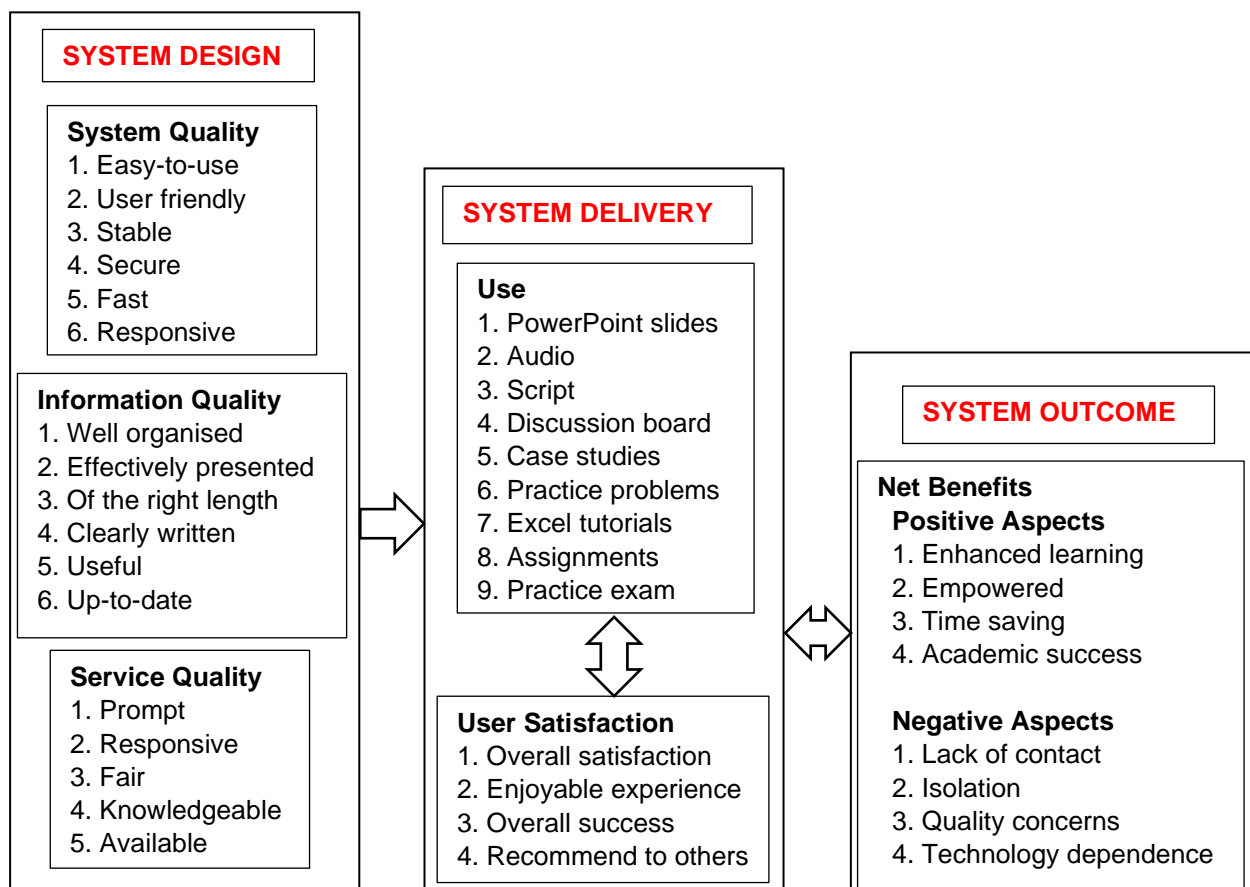 SYSTEM DESIGN
System Quality
1. Easy-to-use
2. User friendly
3. Stable
4. Secure
5. Fast
6. Responsive
Information Quality
1. Well organised
2. Effectively presented
3. Of the right length
4. Clearly written
5. Useful
6. Up-to-date
Service Quality
1. Prompt
2. Responsive
3. Fair
4. Knowledgeable
5. Available
SYSTEM DELIVERY
Use
1. PowerPoint slides
2. Audio
3. Script
4. Discussion board
5. Case studies
6. Practice problems
7. Excel tutorials
8. Assignments
9. Practice exam
User Satisfaction
1. Overall satisfaction
2. Enjoyable experience
3. Overall success
4. Recommend to others
SYSTEM OUTCOME
Net Benefits
Positive Aspects
1. Enhanced learning
2. Empowered
3. Time saving
4. Academic success
Negative Aspects
1. Lack of contact
2. Isolation
3. Quality concerns
4. Technology dependence